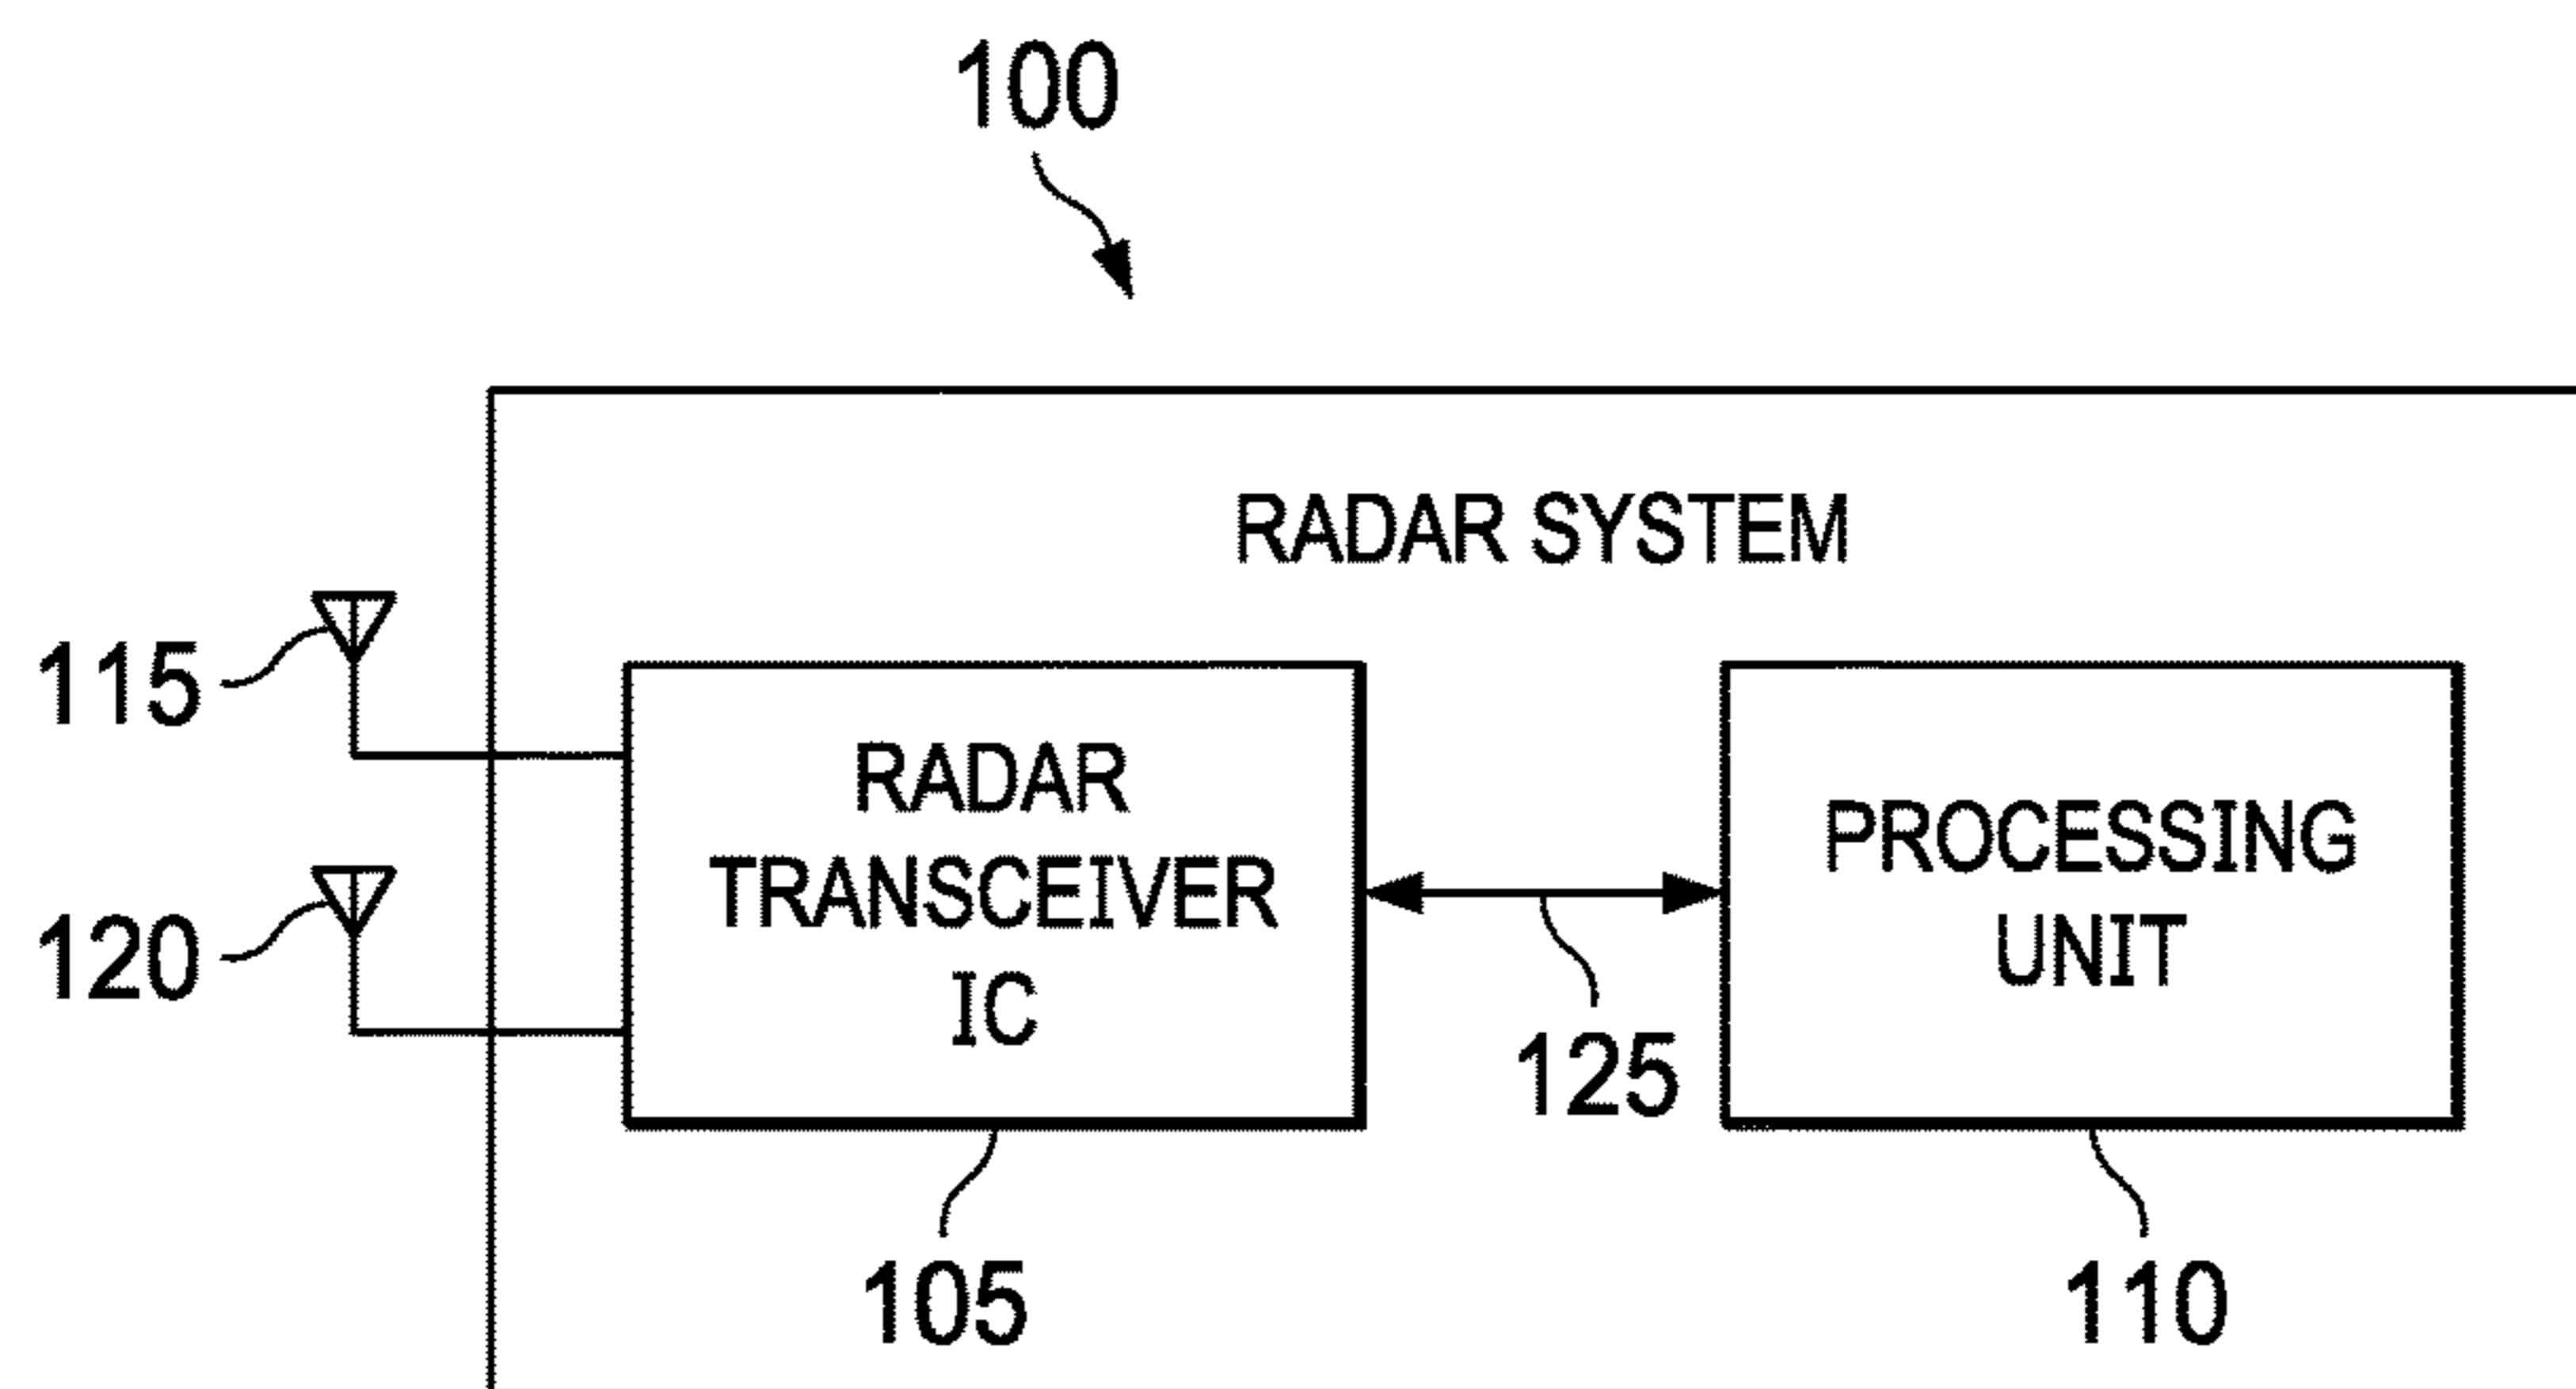 100
RADAR SYSTEM
115
RADAR
TRANSCEIVER
IC
PROCESSING
UNIT
120
125
105
110